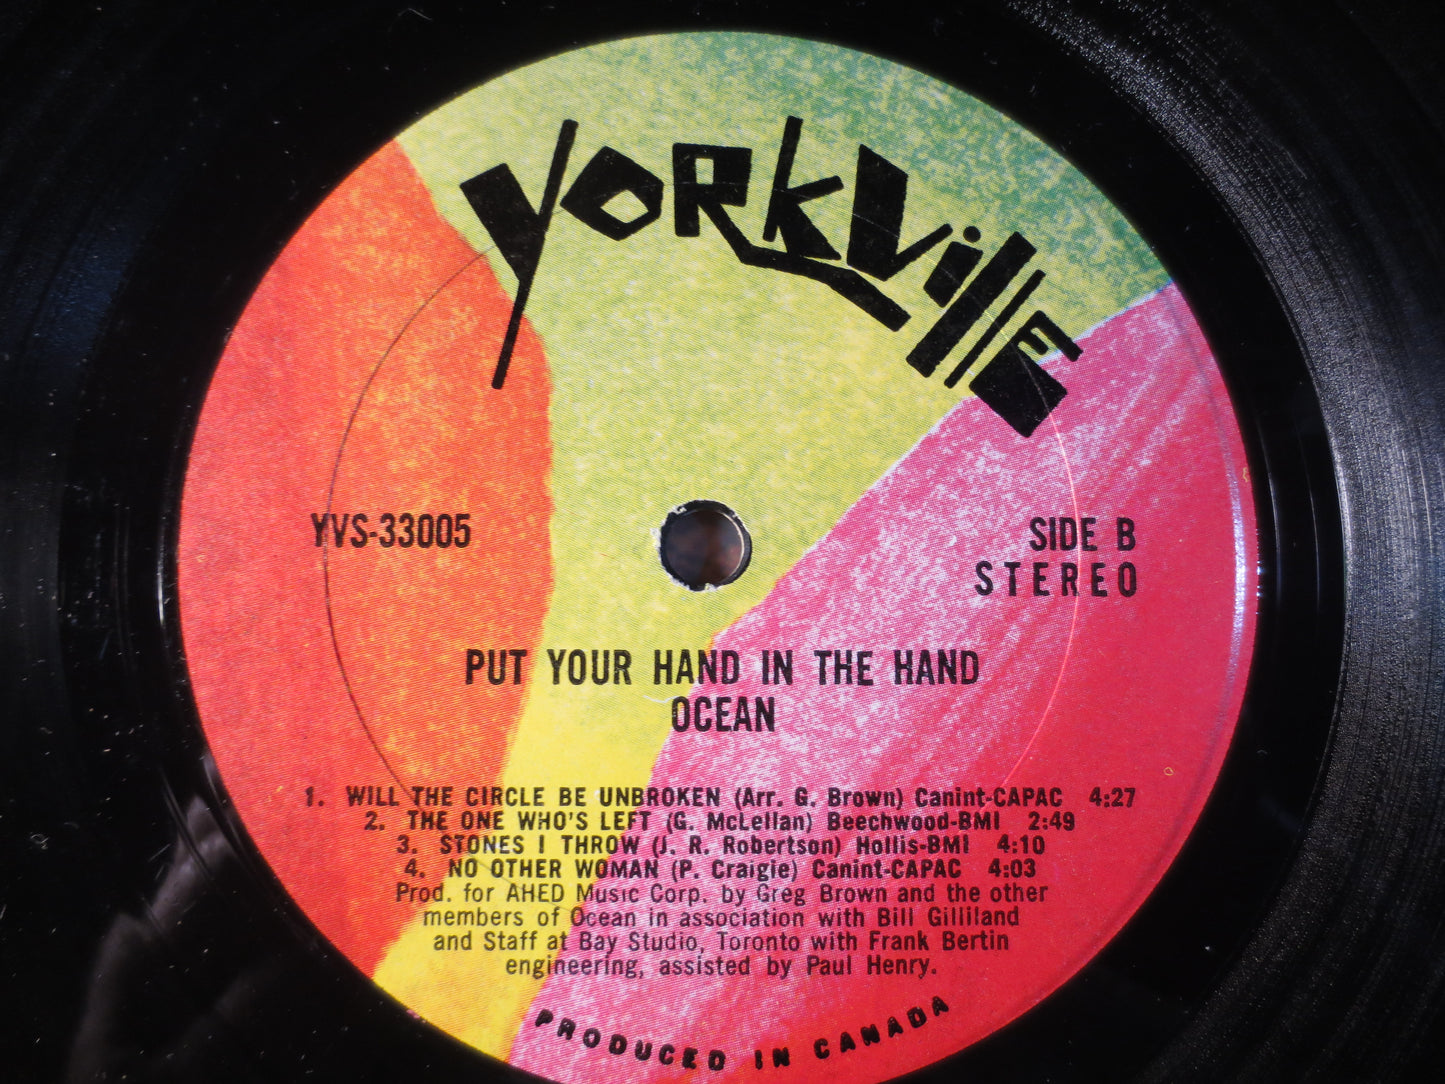 YORKVILLE
YVS-33005
SIDE B
STEREO
PUT YOUR HAND IN THE HAND
OCEAN
1. WILL THE CIRCLE BE UNBROKEN (Arr. G. Brown) Canint-CAPAC 4:27
2. THE ONE WHO'S LEFT (G. McLellan) Beechwood-BMI 2:49
3. STONES I THROW (J. R. Robertson) Hollis-BMI 4:10
4. NO OTHER WOMAN (P. Craigie) Canint-CAPAC 4:03
Prod. for AHED Music Corp. by Greg Brown and the other
members of Ocean in association with Bill Gilliland
and Staff at Bay Studio, Toronto with Frank Bertin
engineering, assisted by Paul Henry.
PRODUCED IN CANADA